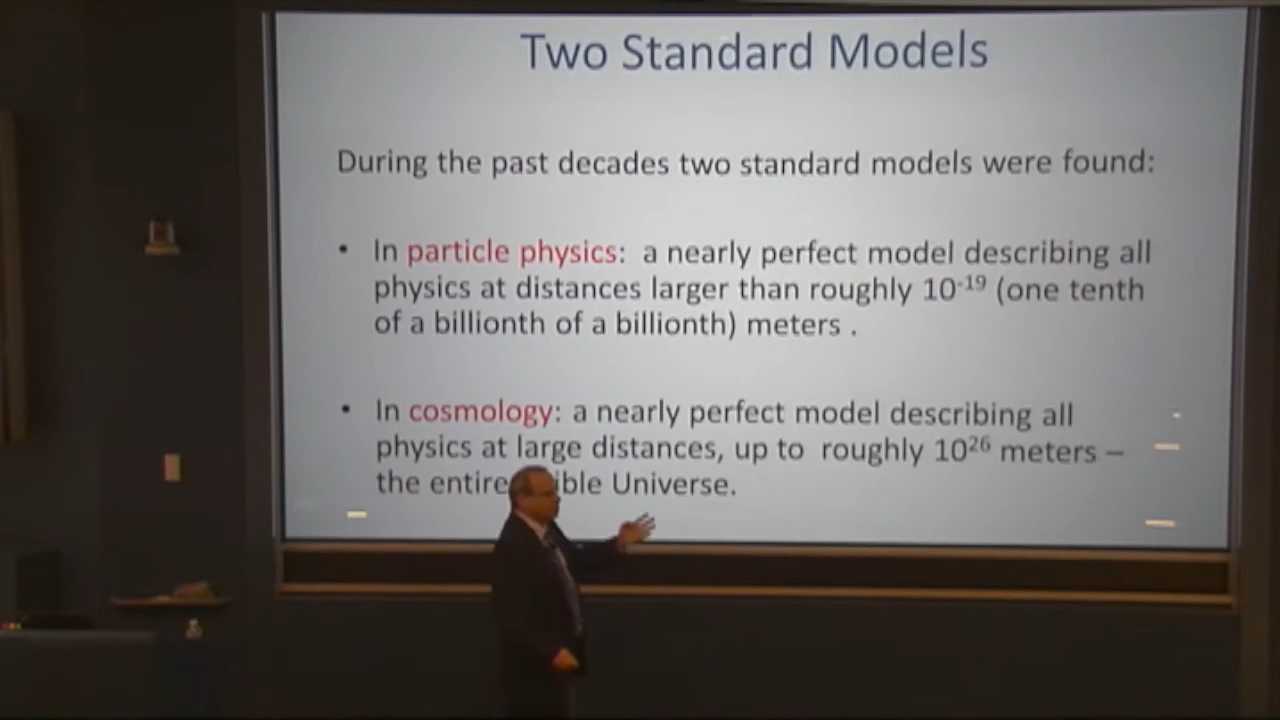 Two Standard Models
During the past decades two standard models were found:
• In particle physics: a nearly perfect model describing all
physics at distances larger than roughly 10⁻¹⁹ (one tenth
of a billionth of a billionth) meters .
• In cosmology: a nearly perfect model describing all
physics at large distances, up to roughly 10²⁶ meters –
the entire Universe.